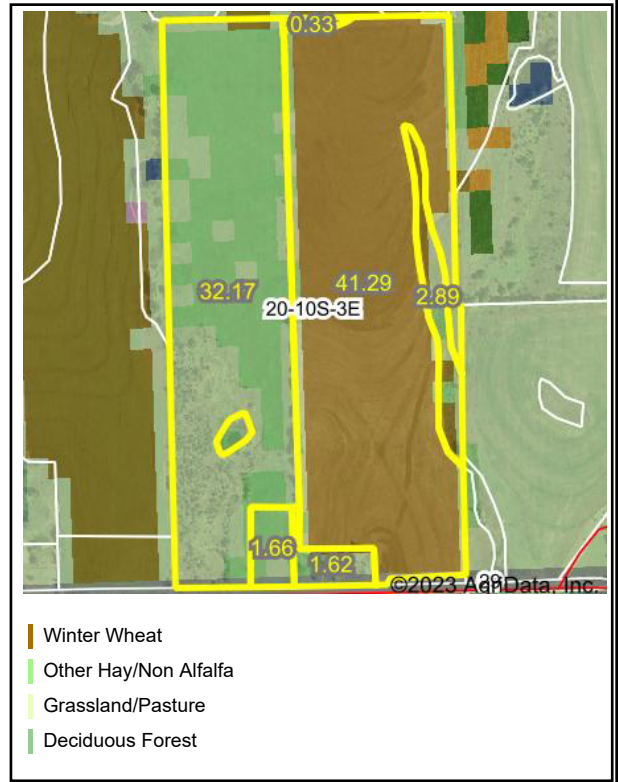 0.33
32.17
41.29
2.89
20-10S-3E
1.66
1.62
©2023 AgriData, Inc.
Winter Wheat
Other Hay/Non Alfalfa
Grassland/Pasture
Deciduous Forest